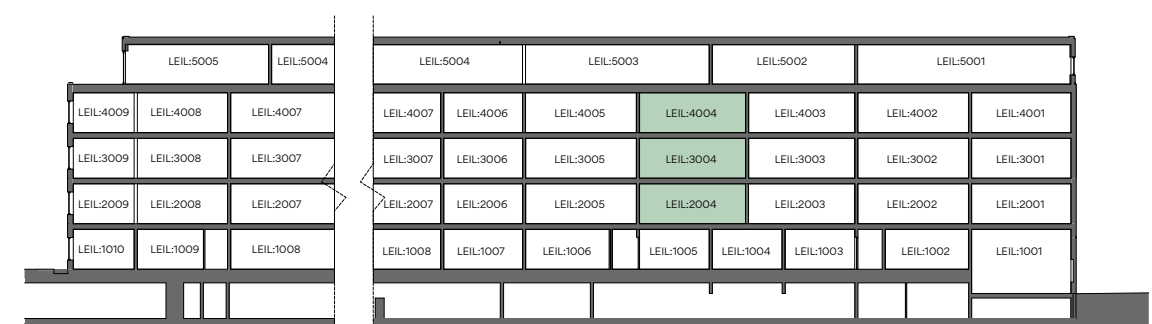 LEIL:5005 LEIL:5004 LEIL:5004 LEIL:5003 LEIL:5002 LEIL:5001
LEIL:4009 LEIL:4008 LEIL:4007 LEIL:4007 LEIL:4006 LEIL:4005 LEIL:4004 LEIL:4003 LEIL:4002 LEIL:4001
LEIL:3009 LEIL:3008 LEIL:3007 LEIL:3007 LEIL:3006 LEIL:3005 LEIL:3004 LEIL:3003 LEIL:3002 LEIL:3001
LEIL:2009 LEIL:2008 LEIL:2007 LEIL:2007 LEIL:2006 LEIL:2005 LEIL:2004 LEIL:2003 LEIL:2002 LEIL:2001
LEIL:1010 LEIL:1009 LEIL:1008 LEIL:1008 LEIL:1007 LEIL:1006 LEIL:1005 LEIL:1004 LEIL:1003 LEIL:1002 LEIL:1001